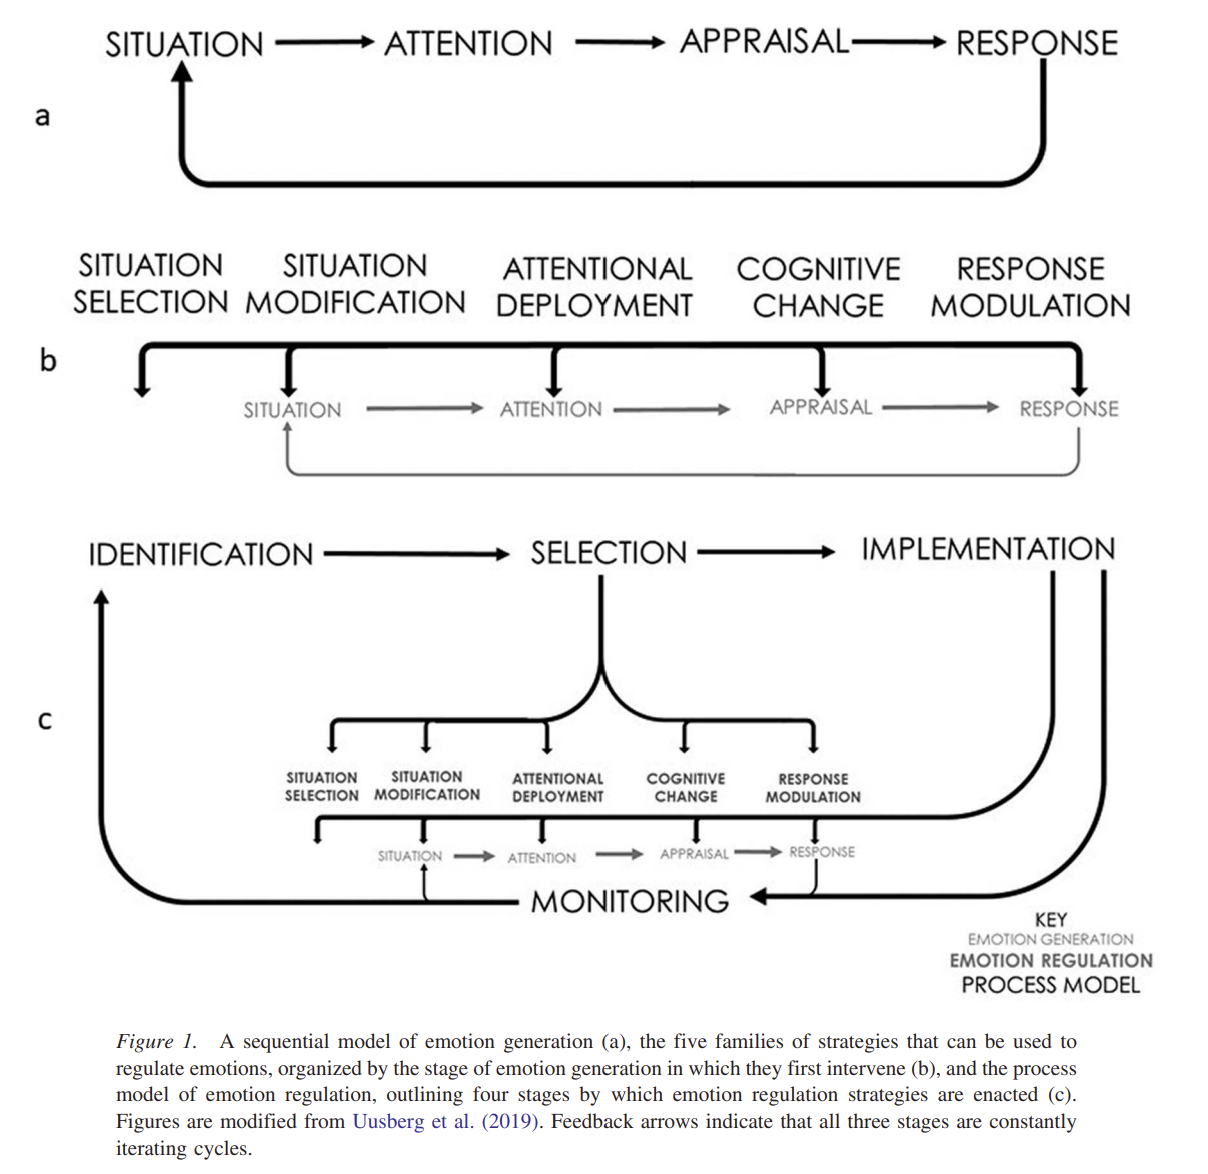 SITUATION ATTENTION APPRAISAL RESPONSE
a
SITUATION SELECTION
SITUATION MODIFICATION
ATTENTIONAL DEPLOYMENT
COGNITIVE CHANGE
RESPONSE MODULATION
b
SITUATION ATTENTION APPRAISAL RESPONSE
IDENTIFICATION SELECTION IMPLEMENTATION
c
SITUATION SELECTION
SITUATION MODIFICATION
ATTENTIONAL DEPLOYMENT
COGNITIVE CHANGE
RESPONSE MODULATION
SITUATION ATTENTION APPRAISAL RESPONSE
MONITORING
KEY
EMOTION GENERATION
EMOTION REGULATION
PROCESS MODEL
Figure 1. A sequential model of emotion generation (a), the five families of strategies that can be used to
regulate emotions, organized by the stage of emotion generation in which they first intervene (b), and the process
model of emotion regulation, outlining four stages by which emotion regulation strategies are enacted (c).
Figures are modified from Uusberg et al. (2019). Feedback arrows indicate that all three stages are constantly
iterating cycles.